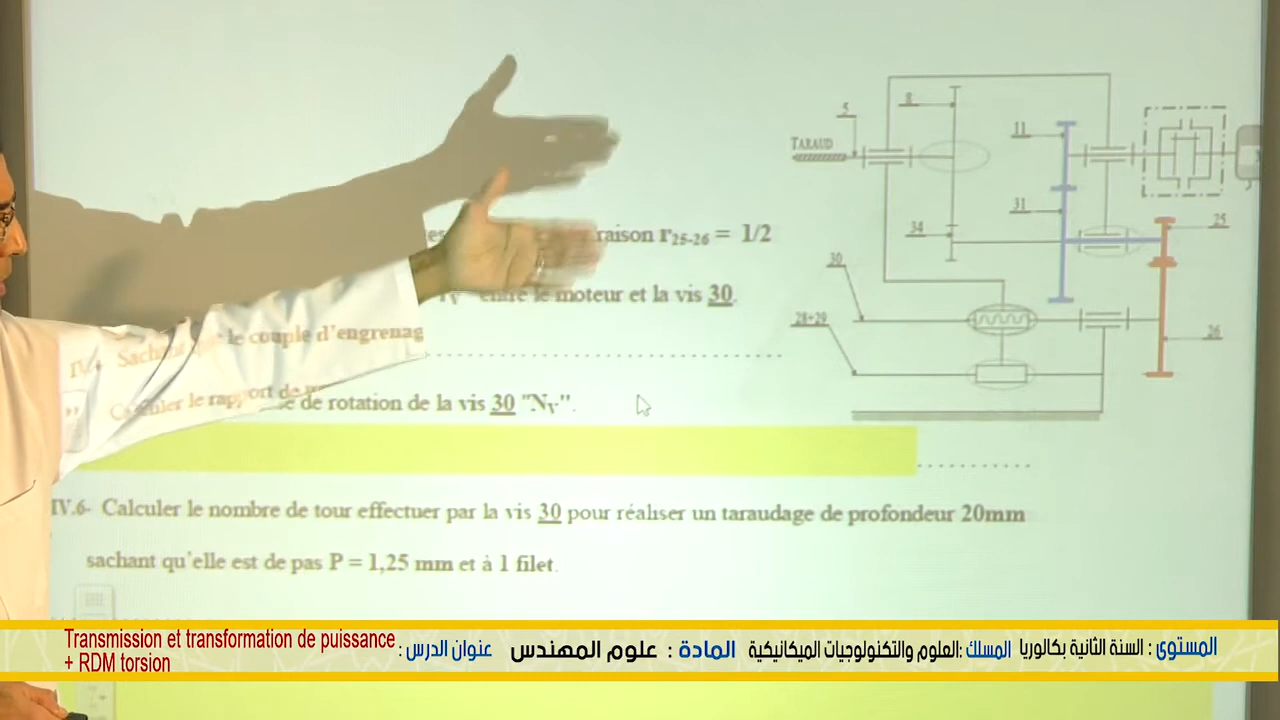 raison r25-26 = 1/2
entre le moteur et la vis 30.
IV.4- Sachant
le couple d'engrenag
le rapport de
de rotation de la vis 30 "Nv".
IV.6- Calculer le nombre de tour effectuer par la vis 30 pour réaliser un taraudage de profondeur 20mm
sachant qu'elle est de pas P = 1,25 mm et à 1 filet.
5
8
11
TARAUD
31
25
34
30
28+29
26
المستوى : السنة الثانية بكالوريا المسلك :العلوم والتكنولوجيات الميكانيكية المادة : علوم المهندس عنوان الدرس :
Transmission et transformation de puissance
+ RDM torsion